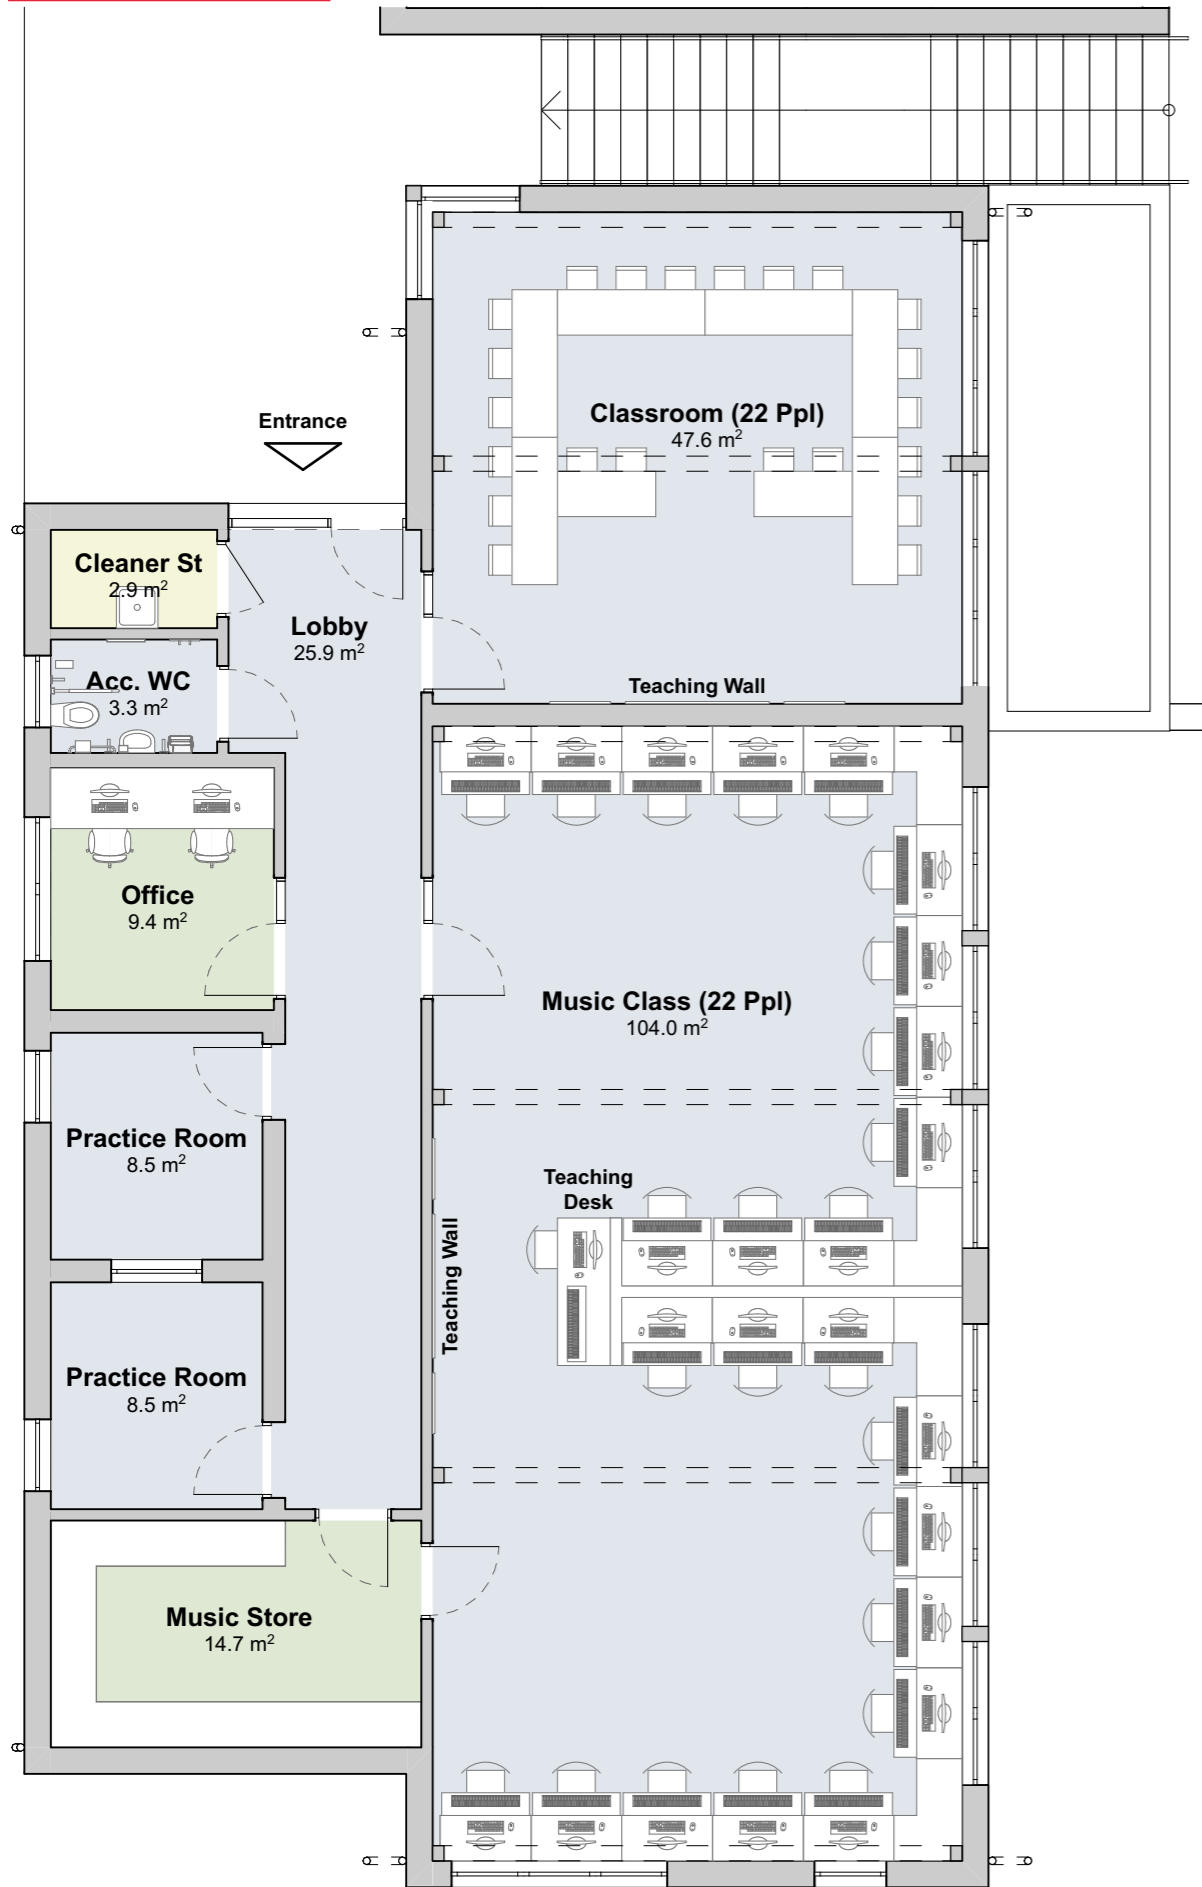 Entrance
Classroom (22 Ppl)
47.6 m²
Cleaner St
2.9 m²
Lobby
25.9 m²
Acc. WC
3.3 m²
Teaching Wall
Office
9.4 m²
Music Class (22 Ppl)
104.0 m²
Practice Room
8.5 m²
Teaching
Desk
Teaching Wall
Practice Room
8.5 m²
Music Store
14.7 m²